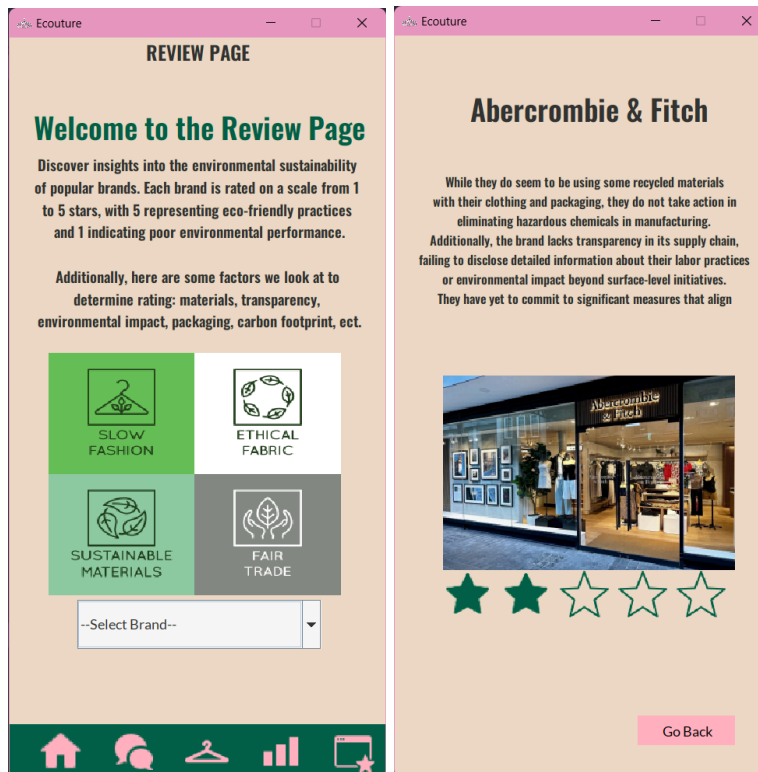 Ecouture
REVIEW PAGE
Welcome to the Review Page
Discover insights into the environmental sustainability
of popular brands. Each brand is rated on a scale from 1
to 5 stars, with 5 representing eco-friendly practices
and 1 indicating poor environmental performance.
Additionally, here are some factors we look at to
determine rating: materials, transparency,
environmental impact, packaging, carbon footprint, ect.
SLOW
FASHION
ETHICAL
FABRIC
SUSTAINABLE
MATERIALS
FAIR
TRADE
--Select Brand--
Ecouture
Abercrombie & Fitch
While they do seem to be using some recycled materials
with their clothing and packaging, they do not take action in
eliminating hazardous chemicals in manufacturing.
Additionally, the brand lacks transparency in its supply chain,
failing to disclose detailed information about their labor practices
or environmental impact beyond surface-level initiatives.
They have yet to commit to significant measures that align
Abercrombie
& Fitch
Go Back